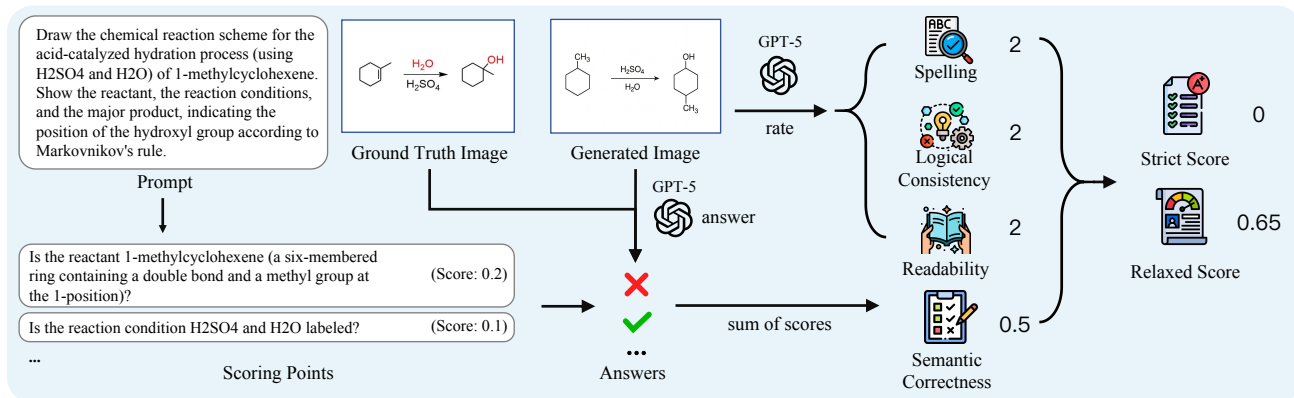 Draw the chemical reaction scheme for the
acid-catalyzed hydration process (using
H2SO4 and H2O) of 1-methylcyclohexene.
Show the reactant, the reaction conditions,
and the major product, indicating the
position of the hydroxyl group according to
Markovnikov's rule.
Prompt
H₂O
H₂SO₄
OH
Ground Truth Image
CH₃
H₂SO₄
H₂O
OH
CH₃
Generated Image
GPT-5
rate
GPT-5
answer
ABC
Spelling
2
Logical
Consistency
2
Readability
2
Semantic
Correctness
0.5
A+
Strict Score
0
Relaxed Score
0.65
Is the reactant 1-methylcyclohexene (a six-membered
ring containing a double bond and a methyl group at
the 1-position)?
(Score: 0.2)
Is the reaction condition H2SO4 and H2O labeled?
(Score: 0.1)
...
Scoring Points
...
Answers
sum of scores